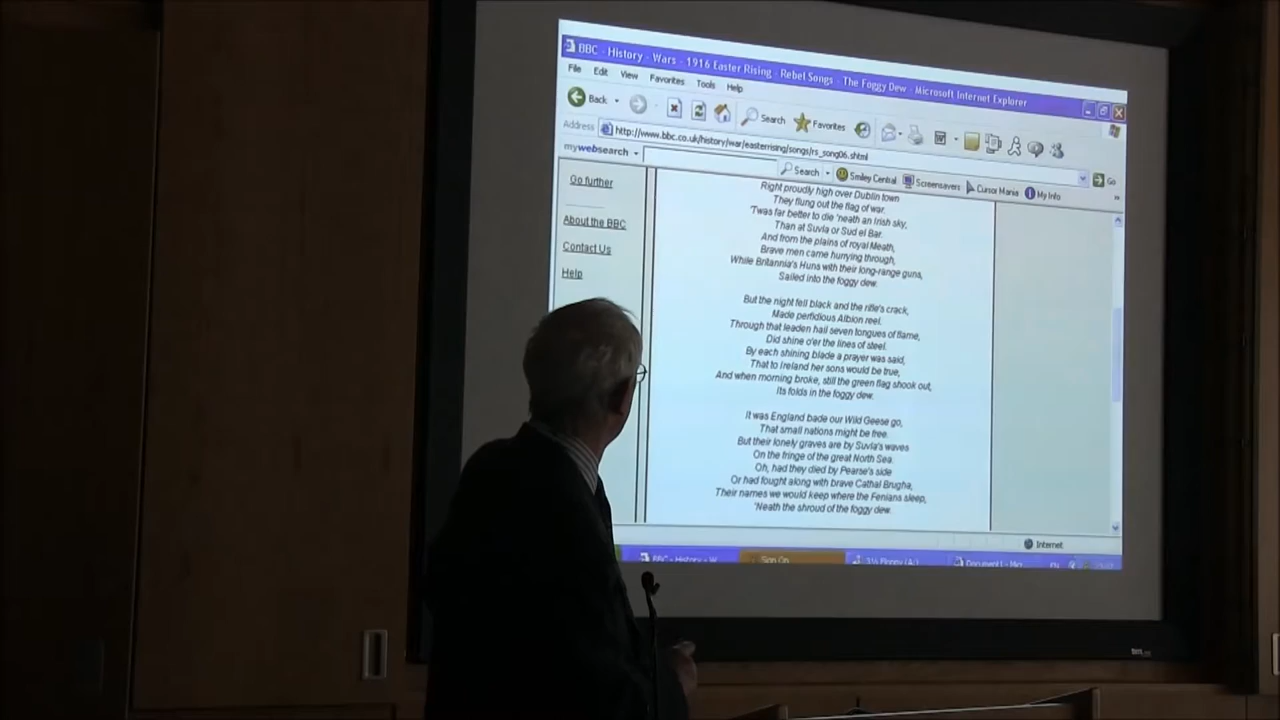 BBC - History - Wars - 1916 Easter Rising - Rebel Songs - The Foggy Dew - Microsoft Internet Explorer
File Edit View Favorites Tools Help
Back Search Favorites
Address http://www.bbc.co.uk/history/war/easterrising/songs/rs_song06.shtml Go
mywebsearch Search Smiley Central Screensavers Cursor Mania My Info
Go further
About the BBC
Contact Us
Help
Right proudly high over Dublin town
They flung out the flag of war.
'Twas far better to die 'neath an Irish sky,
Than at Suvla or Sud el Bar.
And from the plains of royal Meath,
Brave men came hurrying through,
While Britannia's Huns with their long-range guns,
Sailed into the foggy dew.
But the night fell black and the rifle's crack,
Made perfidious Albion reel.
Through that leaden hail seven tongues of flame,
Did shine o'er the lines of steel.
By each shining blade a prayer was said,
That to Ireland her sons would be true,
And when morning broke, still the green flag shook out,
Its folds in the foggy dew.
It was England bade our Wild Geese go,
That small nations might be free.
But their lonely graves are by Suvla's waves
On the fringe of the great North Sea.
Oh, had they died by Pearse's side
Or had fought along with brave Cathal Brugha,
Their names we would keep where the Fenians sleep,
'Neath the shroud of the foggy dew.
Internet
BBC - History - W... Sign On 3½ Floppy (A:) Document1 - Micr...